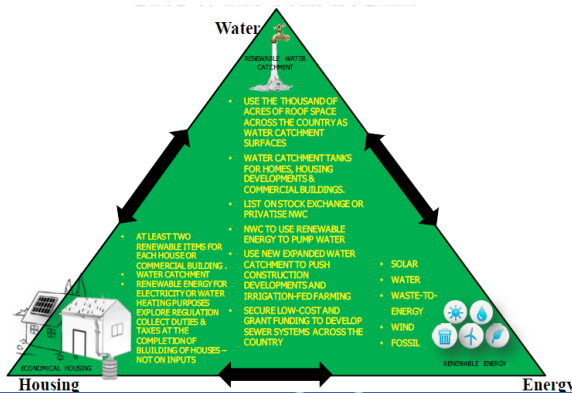 Water
RENEWABLE WATER
CATCHMENT
• USE THE THOUSAND OF
ACRES OF ROOF SPACE
ACROSS THE COUNTRY AS
WATER CATCHMENT
SURFACES
• WATER CATCHMENT TANKS
FOR HOMES, HOUSING
DEVELOPMENTS &
COMMERCIAL BUILDINGS.
• LIST ON STOCK EXCHANGE OR
PRIVATISE NWC
• NWC TO USE RENEWABLE
ENERGY TO PUMP WATER
• USE NEW EXPANDED WATER
CATCHMENT TO PUSH
CONSTRUCTION
DEVELOPMENTS AND
IRRIGATION-FED FARMING
• SECURE LOW-COST AND
GRANT FUNDING TO DEVELOP
SEWER SYSTEMS ACROSS THE
COUNTRY
• AT LEAST TWO
RENEWABLE ITEMS FOR
EACH HOUSE OR
COMMERCIAL BUILDING .
• WATER CATCHMENT
• RENEWABLE ENERGY FOR
ELECTRICITY OR WATER
HEATING PURPOSES
EXPLORE REGULATION
COLLECT DUTIES &
TAXES AT THE
COMPLETION OF
BLUILDING OF HOUSES –
NOT ON INPUTS
• SOLAR
• WATER
• WASTE-TO-
ENERGY
• WIND
• FOSSIL
ECONOMICAL HOUSING
RENEWABLE ENERGY
Housing
Energy